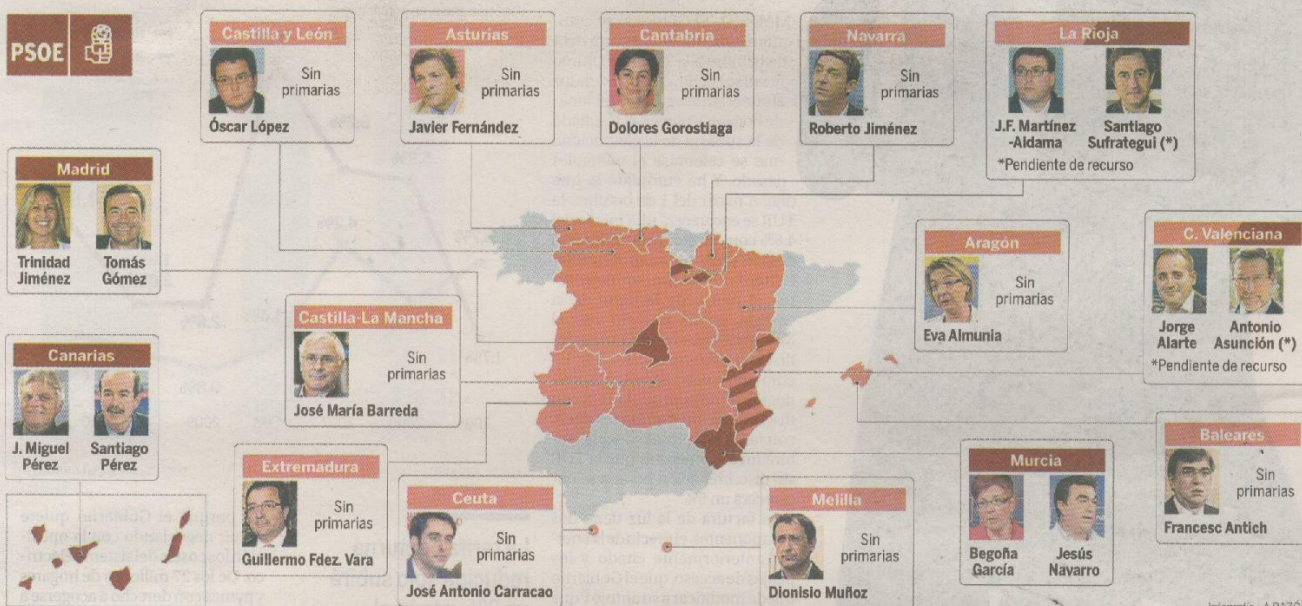 PSOE
Castilla y León
Sin
primarias
Óscar López
Asturias
Sin
primarias
Javier Fernández
Cantabria
Sin
primarias
Dolores Gorostiaga
Navarra
Sin
primarias
Roberto Jiménez
La Rioja
J.F. Martínez
-Aldama
Santiago
Sufrategui (*)
*Pendiente de recurso
Madrid
Trinidad
Jiménez
Tomás
Gómez
Aragón
Sin
primarias
Eva Almunia
C. Valenciana
Jorge
Alarte
Antonio
Asunción (*)
*Pendiente de recurso
Castilla-La Mancha
Sin
primarias
José María Barreda
Canarias
J. Miguel
Pérez
Santiago
Pérez
Extremadura
Sin
primarias
Guillermo Fdez. Vara
Ceuta
Sin
primarias
José Antonio Carracao
Melilla
Sin
primarias
Dionisio Muñoz
Murcia
Begoña
García
Jesús
Navarro
Baleares
Sin
primarias
Francesc Antich
Infografía LA RAZÓN